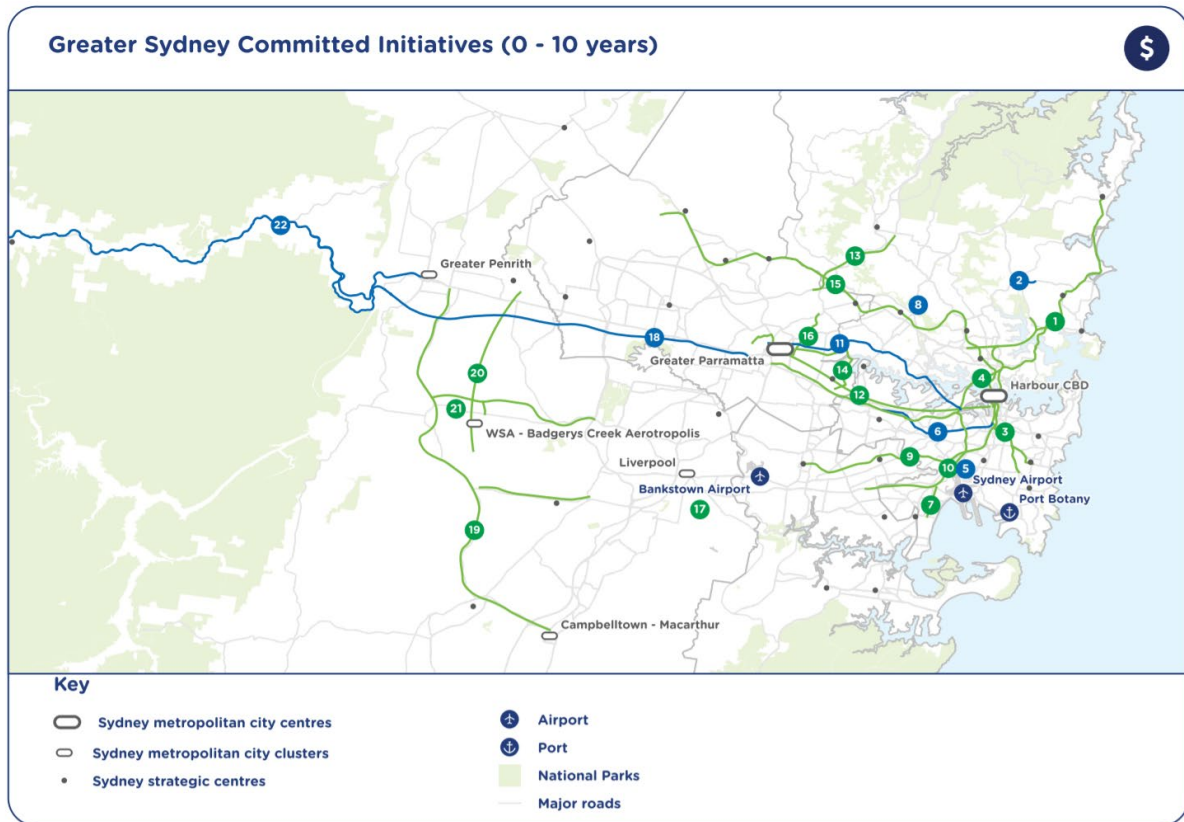 Greater Sydney Committed Initiatives (0 - 10 years)
$
22
Greater Penrith
13
2
15
8
1
18
16
11
Greater Parramatta
20
14
4
12
Harbour CBD
21
WSA - Badgerys Creek Aerotropolis
6
3
Liverpool
9
10
5
Sydney Airport
Bankstown Airport
17
7
Port Botany
19
Campbelltown - Macarthur
Key
Sydney metropolitan city centres
Sydney metropolitan city clusters
Sydney strategic centres
Airport
Port
National Parks
Major roads